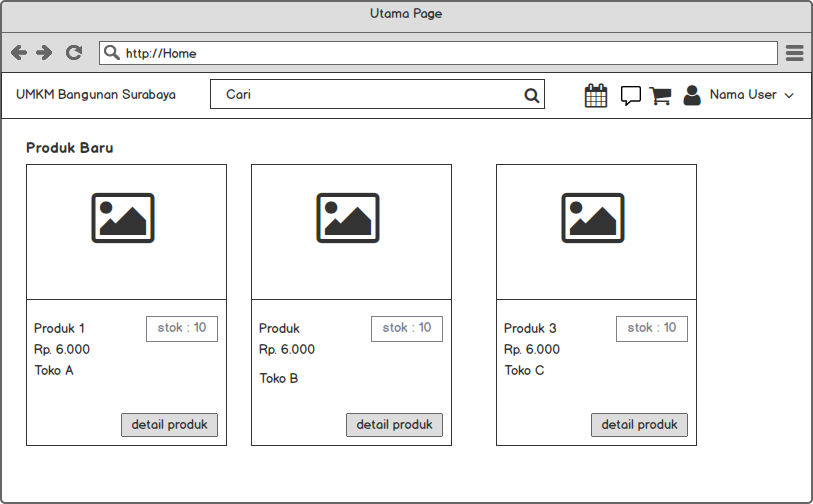 Utama Page
http://Home
UMKM Bangunan Surabaya
Cari
Nama User
Produk Baru
Produk 1
stok : 10
Rp. 6.000
Toko A
detail produk
Produk
stok : 10
Rp. 6.000
Toko B
detail produk
Produk 3
stok : 10
Rp. 6.000
Toko C
detail produk